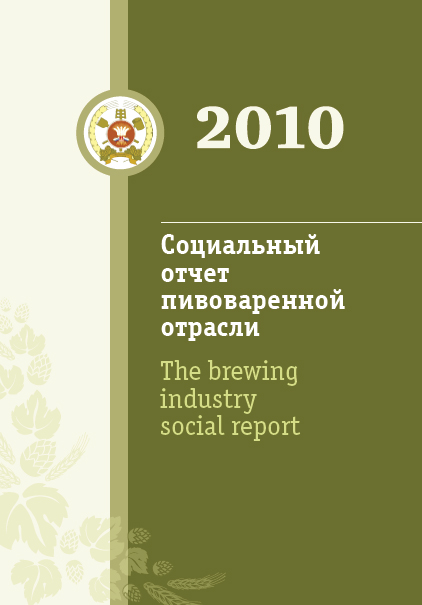 2010
Социальный
отчет
пивоваренной
отрасли
The brewing
industry
social report